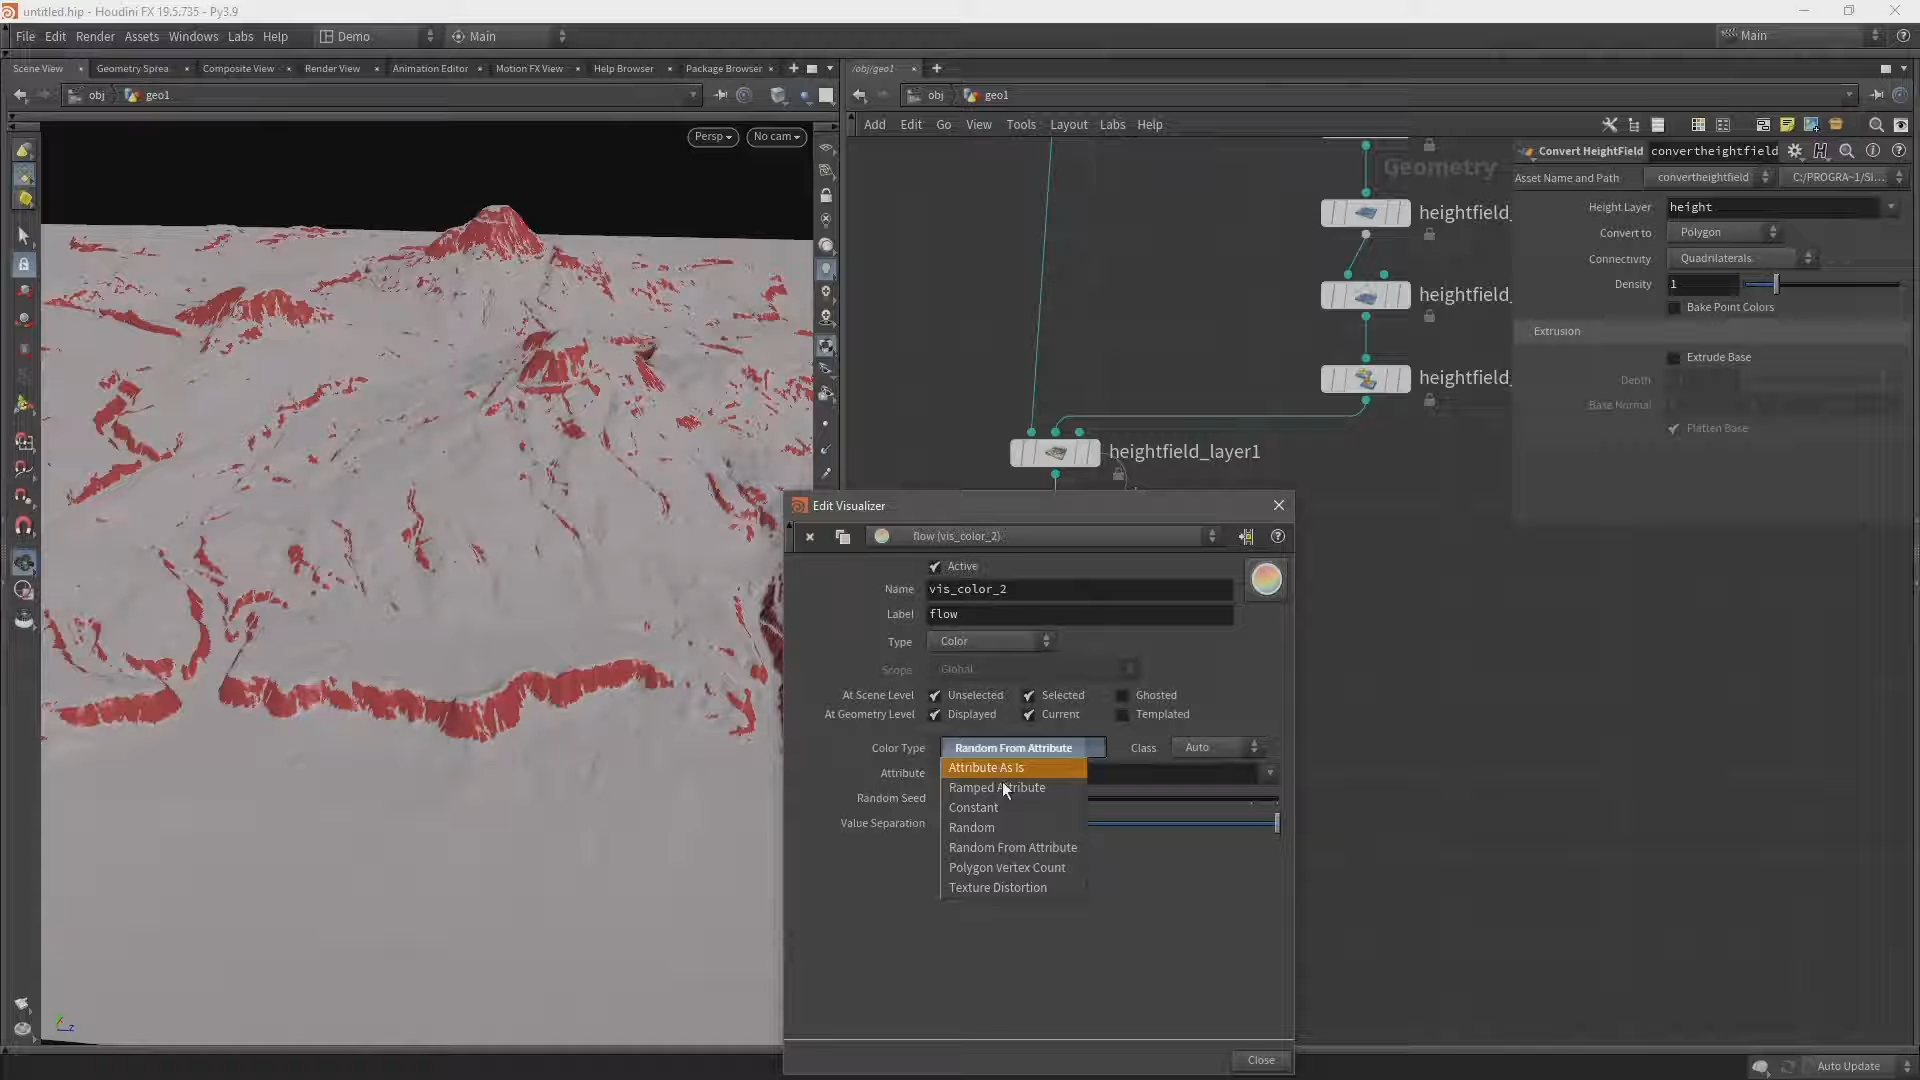 untitled.hip - Houdini FX 19.5.735 - Py3.9
File Edit Render Assets Windows Labs Help Demo Main Main
Scene View Geometry Sprea Composite View Render View Animation Editor Motion FX View Help Browser Package Browser
obj geo1
Persp No cam
/obj/geo1
obj geo1
Add Edit Go View Tools Layout Labs Help
Geometry
heightfield_
heightfield_
heightfield_
heightfield_layer1
Convert HeightField convertheightfield
Asset Name and Path convertheightfield C:/PROGRA~1/SI...
Height Layer height
Convert to Polygon
Connectivity Quadrilaterals
Density 1
Bake Point Colors
Extrusion
Extrude Base
Depth
Base Normal
Flatten Base
Edit Visualizer
flow (vis_color_2)
Active
Name vis_color_2
Label flow
Type Color
Scope Global
At Scene Level Unselected Selected Ghosted
At Geometry Level Displayed Current Templated
Color Type Random From Attribute Class Auto
Attribute
Random Seed
Value Separation
Attribute As Is
Ramped Attribute
Constant
Random
Random From Attribute
Polygon Vertex Count
Texture Distortion
Close
z
Auto Update